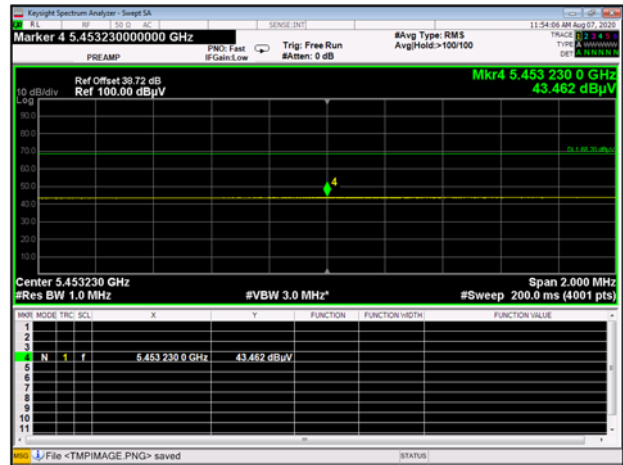 Keysight Spectrum Analyzer - Swept SA
RL RF 50 Ω AC SENSE:INT 11:54:06 AM Aug 07, 2020
Marker 4 5.453230000000 GHz
#Avg Type: RMS
TRACE 1 2 3 4 5 6
PREAMP
PNO: Fast
IFGain:Low
Trig: Free Run
#Atten: 0 dB
Avg|Hold:>100/100
TYPE A WWWWW
DET A NNNNN
Mkr4 5.453 230 0 GHz
43.462 dBµV
Ref Offset 38.72 dB
10 dB/div Ref 100.00 dBµV
Log
90.0
80.0
70.0
DL1 68.20 dBµV
60.0
50.0
4
40.0
30.0
20.0
10.0
Center 5.453230 GHz Span 2.000 MHz
#Res BW 1.0 MHz #VBW 3.0 MHz* #Sweep 200.0 ms (4001 pts)
MKR MODE TRC SCL X Y FUNCTION FUNCTION WIDTH FUNCTION VALUE
1
2
3
4 N 1 f 5.453 230 0 GHz 43.462 dBµV
5
6
7
8
9
10
11
MSG File <TMPIMAGE.PNG> saved STATUS